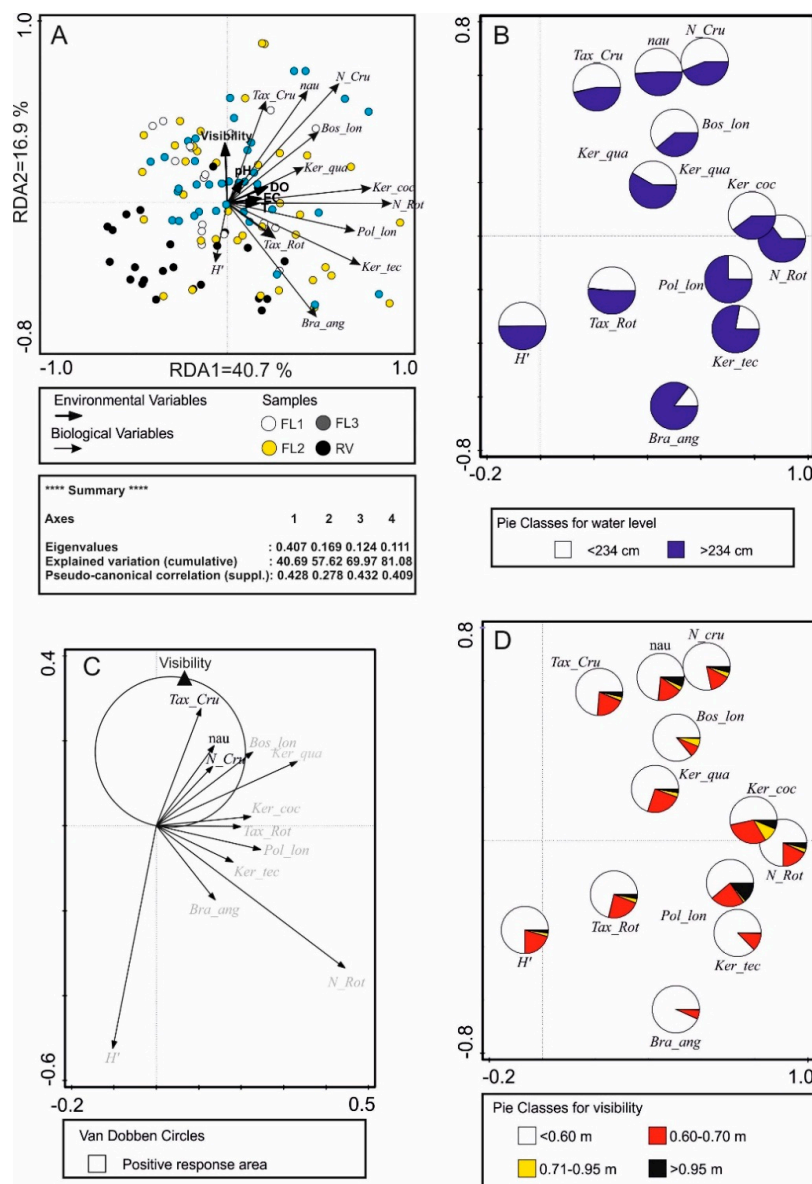 A
1.0
RDA2=16.9 %
-0.8
-1.0
RDA1=40.7 %
1.0
Tax_Cru
nau
N_Cru
Visibility
Bos_lon
pH
Ker_qua
DO
EC
T
Ker_coc
N_Rot
Pol_lon
Tax_Rot
Ker_tec
H'
Bra_ang
Environmental Variables
Biological Variables
Samples
FL1
FL3
FL2
RV
**** Summary ****
Axes 1 2 3 4
Eigenvalues : 0.407 0.169 0.124 0.111
Explained variation (cumulative) : 40.69 57.62 69.97 81.08
Pseudo-canonical correlation (suppl.): 0.428 0.278 0.432 0.409
B
0.8
-0.8
-0.2
1.0
Tax_Cru
nau
N_Cru
Bos_lon
Ker_qua
Ker_qua
Ker_coc
N_Rot
Pol_lon
Tax_Rot
Ker_tec
H'
Bra_ang
Pie Classes for water level
<234 cm
>234 cm
C
0.4
-0.6
-0.2
0.5
Visibility
Tax_Cru
nau
N_Cru
Bos_lon
Ker_qua
Ker_coc
Tax_Rot
Pol_lon
Ker_tec
Bra_ang
N_Rot
H'
Van Dobben Circles
Positive response area
D
0.8
-0.8
-0.2
1.0
Tax_Cru
nau
N_cru
Bos_lon
Ker_qua
Ker_coc
N_Rot
Pol_lon
Tax_Rot
Ker_tec
H'
Bra_ang
Pie Classes for visibility
<0.60 m
0.60-0.70 m
0.71-0.95 m
>0.95 m